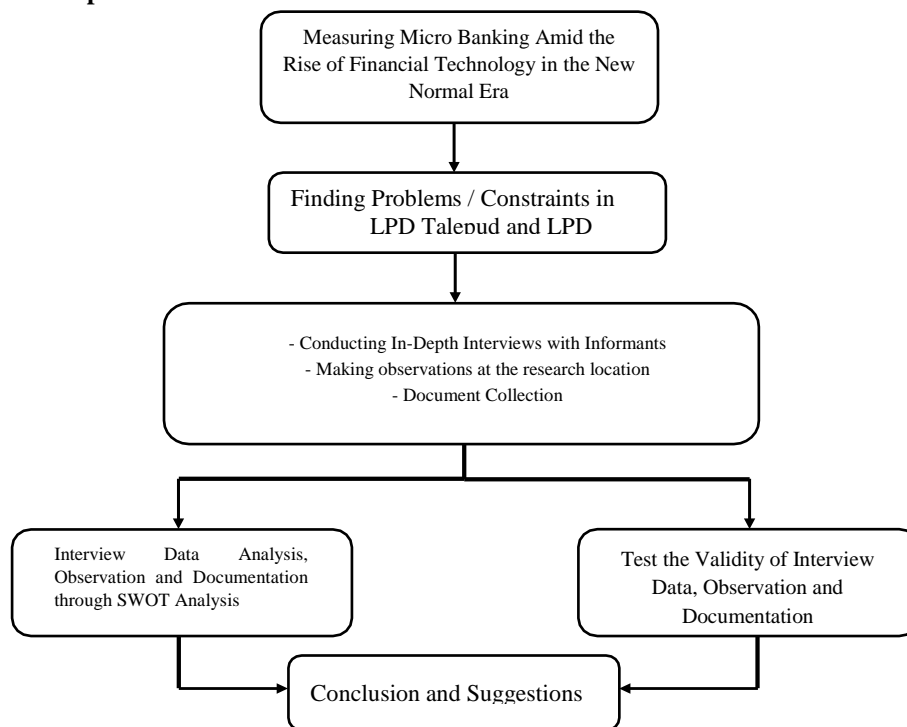 Measuring Micro Banking Amid the
Rise of Financial Technology in the New
Normal Era
Finding Problems / Constraints in
LPD Talepud and LPD
- Conducting In-Depth Interviews with Informants
- Making observations at the research location
- Document Collection
Interview Data Analysis,
Observation and Documentation
through SWOT Analysis
Test the Validity of Interview
Data, Observation and
Documentation
Conclusion and Suggestions